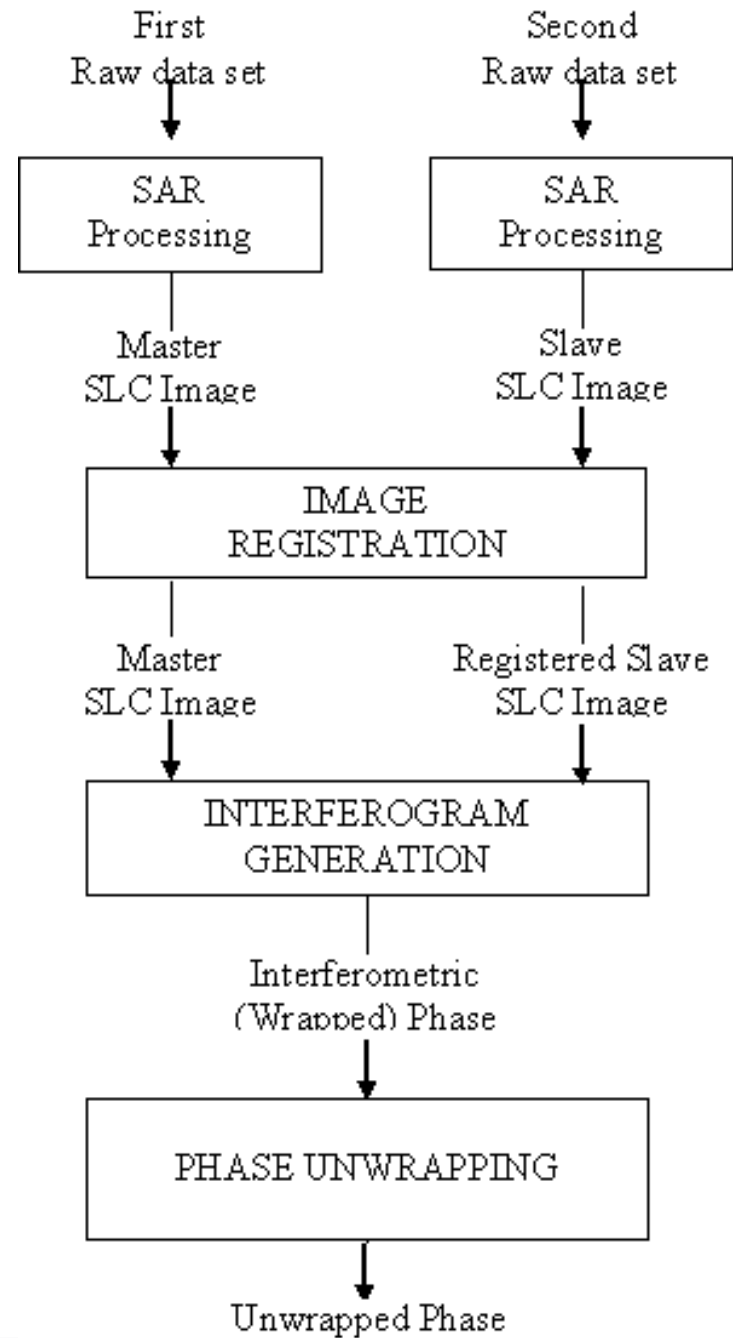 First
Raw data set
Second
Raw data set
SAR
Processing
SAR
Processing
Master
SLC Image
Slave
SLC Image
IMAGE
REGISTRATION
Master
SLC Image
Registered Slave
SLC Image
INTERFEROGRAM
GENERATION
Interferometric
(Wrapped) Phase
PHASE UNWRAPPING
Unwrapped Phase